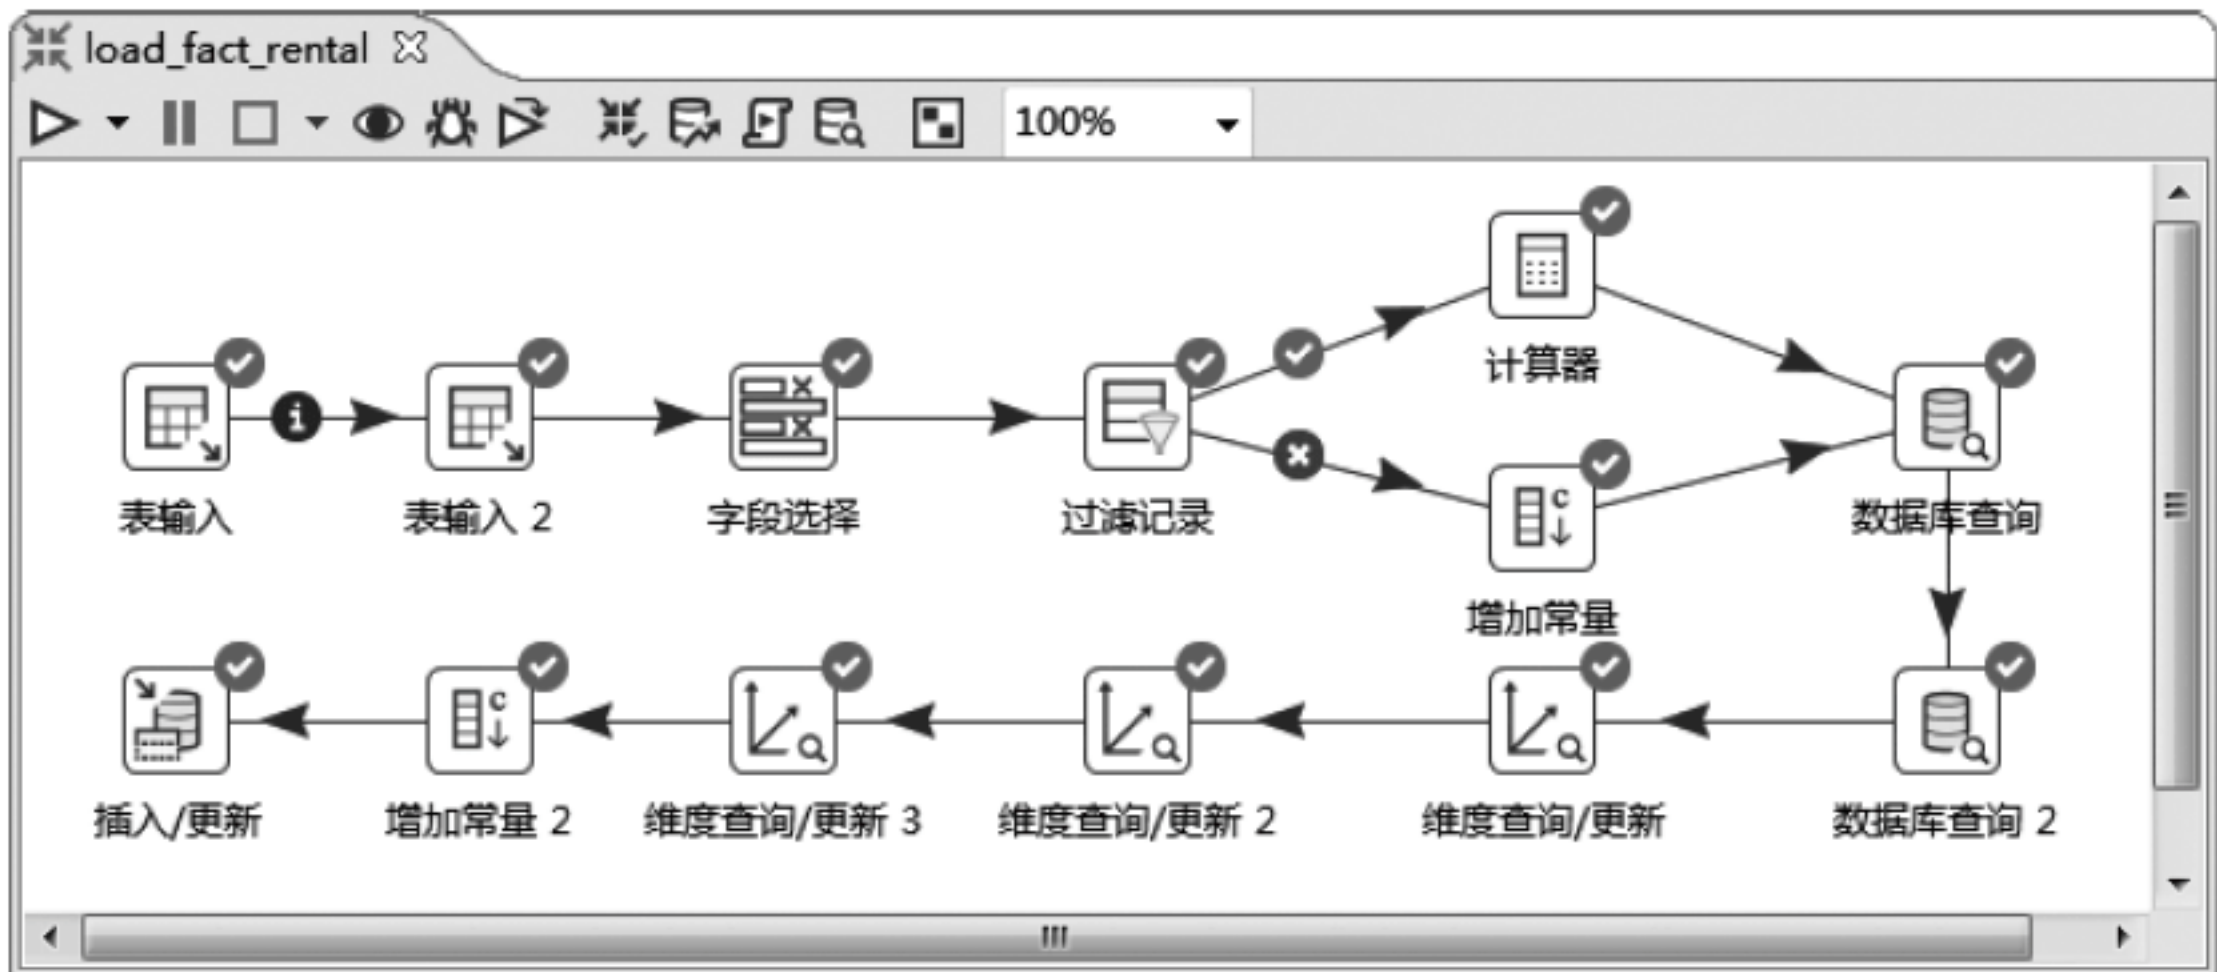 load_fact_rental
100%
计算器
表输入
表输入 2
字段选择
过滤记录
数据库查询
增加常量
插入/更新
增加常量 2
维度查询/更新 3
维度查询/更新 2
维度查询/更新
数据库查询 2